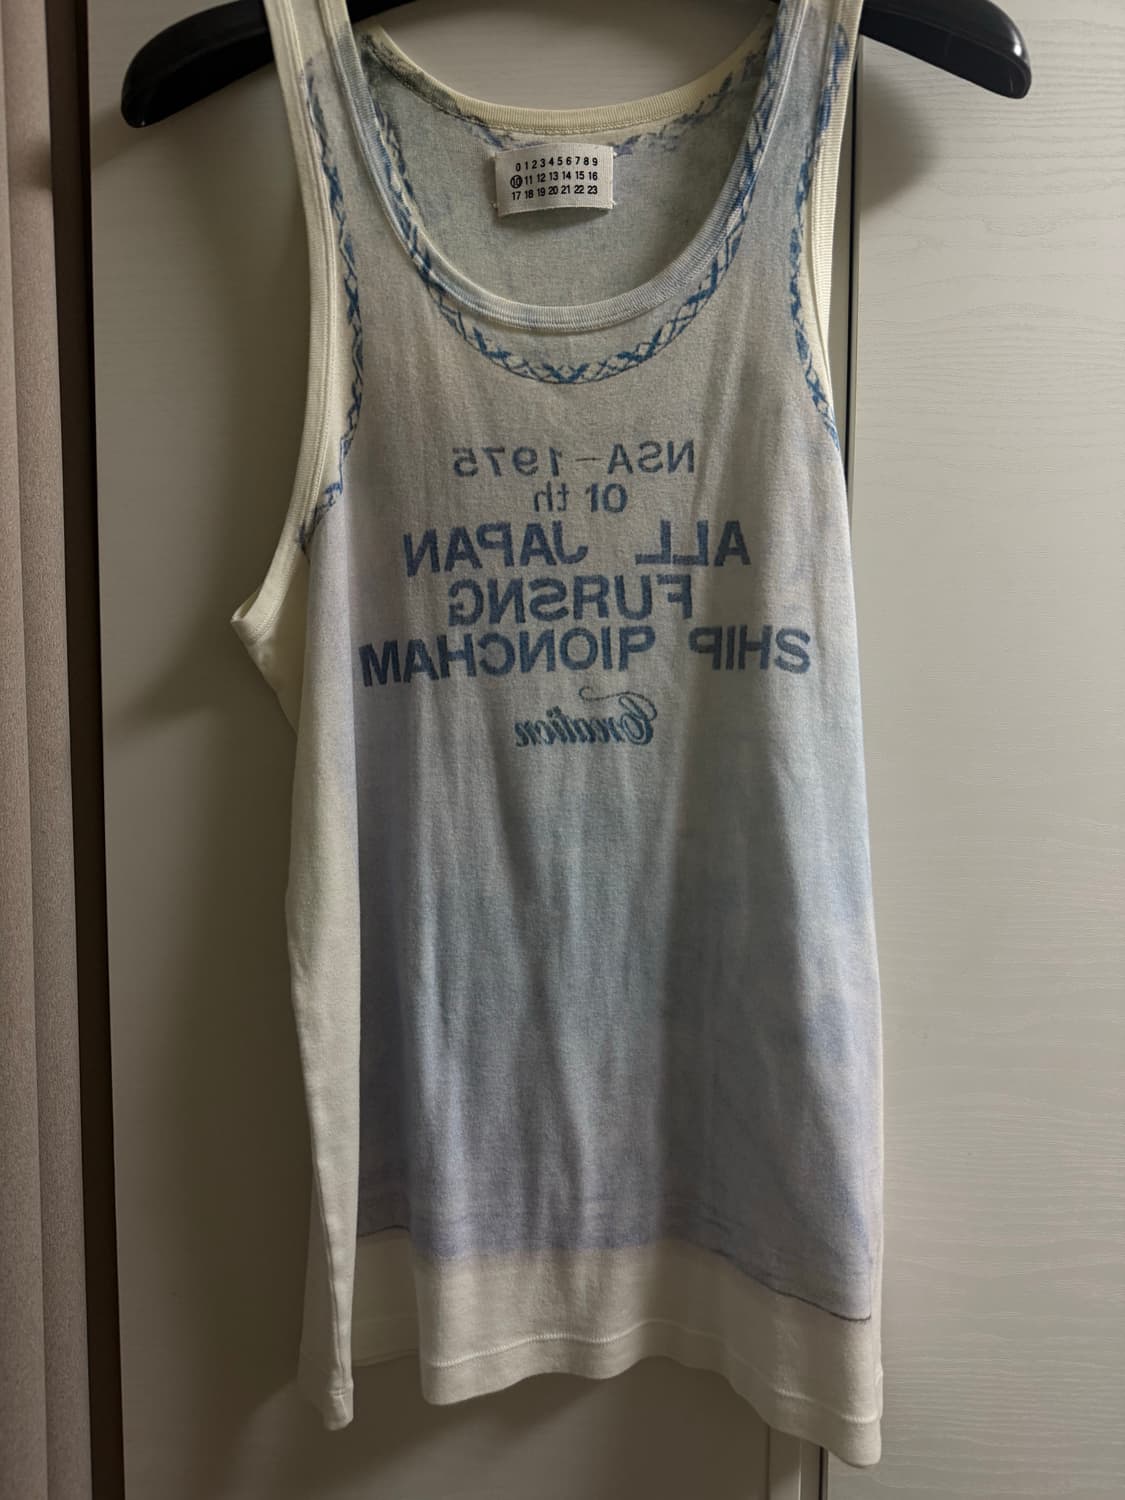 0 1 2 3 4 5 6 7 8 9
10 11 12 13 14 15 16
17 18 19 20 21 22 23
NSA-1975
01 th
ALL JAPAN
FURSNG
SHIP PIONCHAM